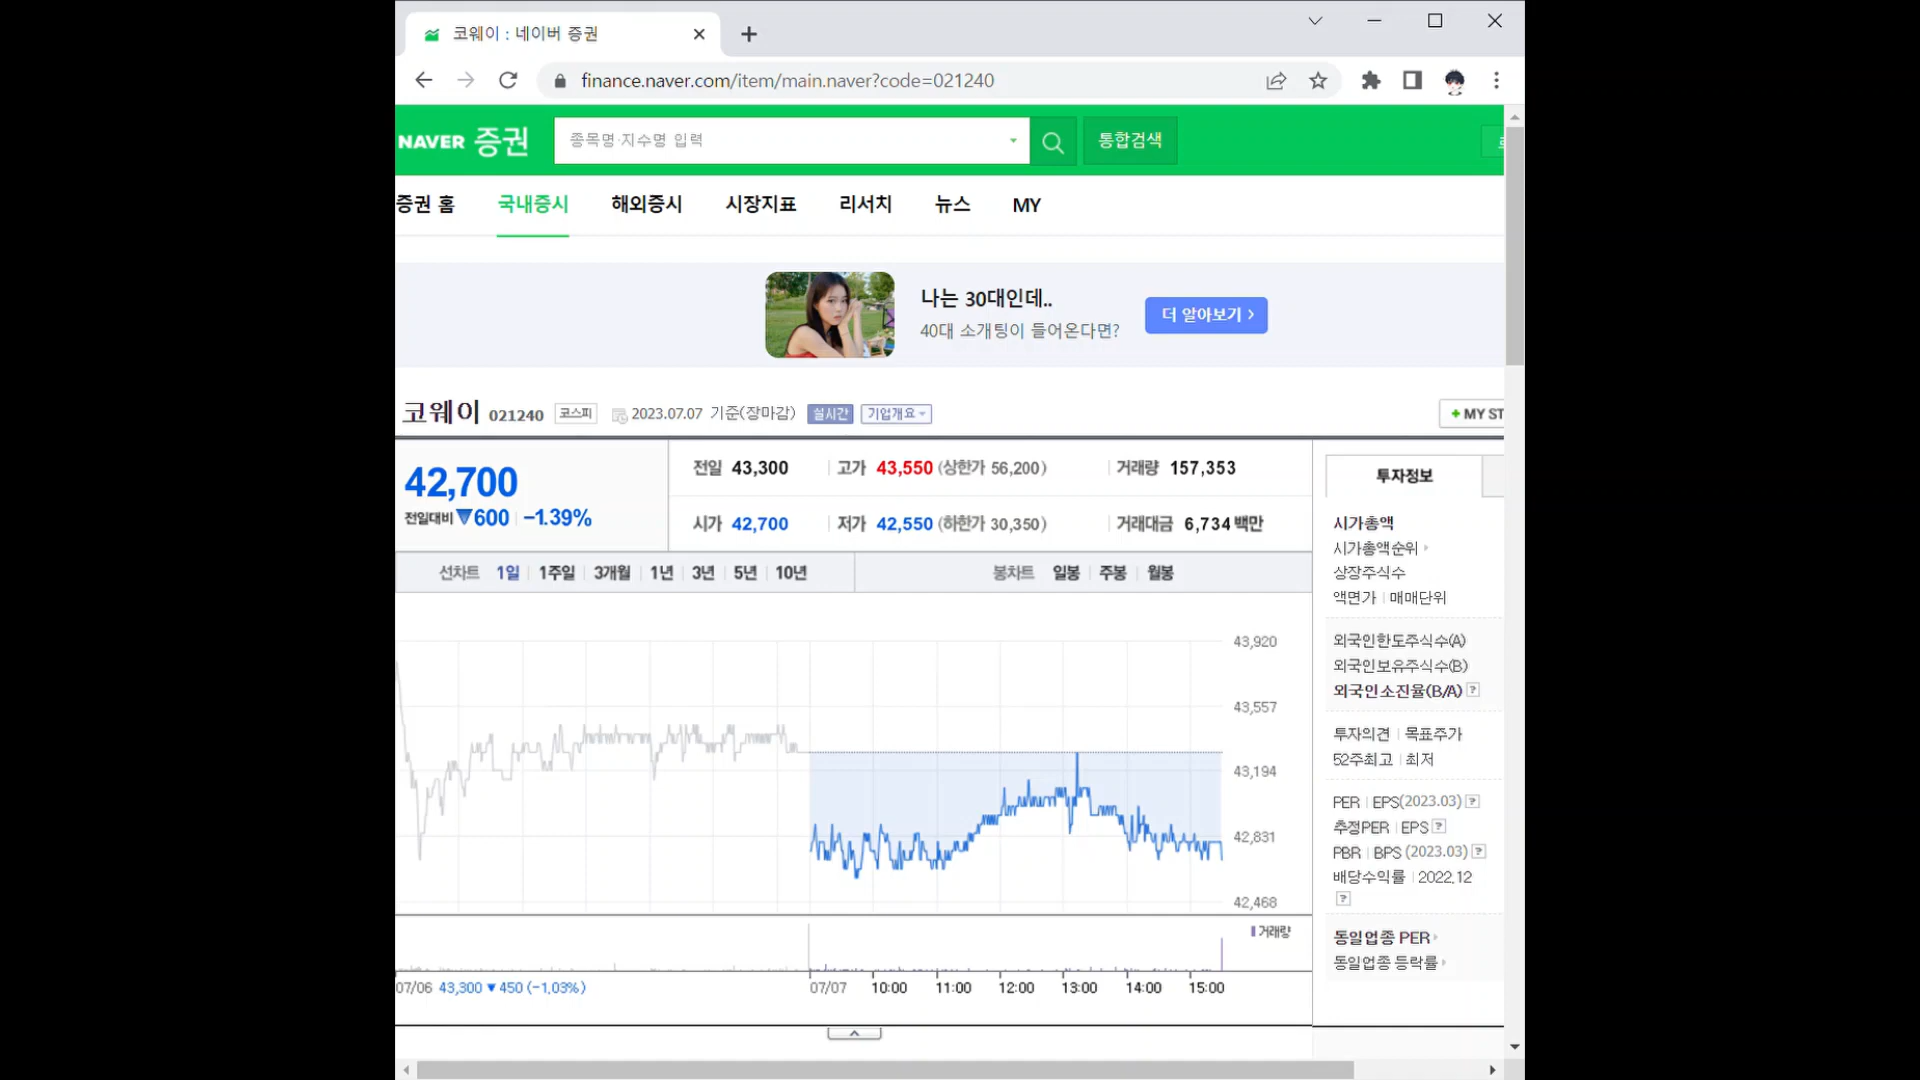 코웨이 : 네이버 증권
finance.naver.com/item/main.naver?code=021240
NAVER 증권
종목명·지수명 입력
통합검색
증권 홈 국내증시 해외증시 시장지표 리서치 뉴스 MY
나는 30대인데..
40대 소개팅이 들어온다면?
더 알아보기 ›
코웨이 021240 코스피 2023.07.07 기준(장마감) 실시간 기업개요
+ MY ST
42,700
전일대비 ▼600 | -1.39%
전일 43,300 | 고가 43,550 (상한가 56,200) | 거래량 157,353
시가 42,700 | 저가 42,550 (하한가 30,350) | 거래대금 6,734 백만
선차트 1일 1주일 3개월 1년 3년 5년 10년
봉차트 일봉 주봉 월봉
43,920
43,557
43,194
42,831
42,468
거래량
07/06 43,300 ▼ 450 (-1.03%)
07/07 10:00 11:00 12:00 13:00 14:00 15:00
투자정보
시가총액
시가총액순위
상장주식수
액면가 | 매매단위
외국인한도주식수(A)
외국인보유주식수(B)
외국인소진율(B/A) ?
투자의견 | 목표주가
52주최고 | 최저
PER | EPS(2023.03) ?
추정PER | EPS ?
PBR | BPS (2023.03) ?
배당수익률 | 2022.12
?
동일업종 PER
동일업종 등락률